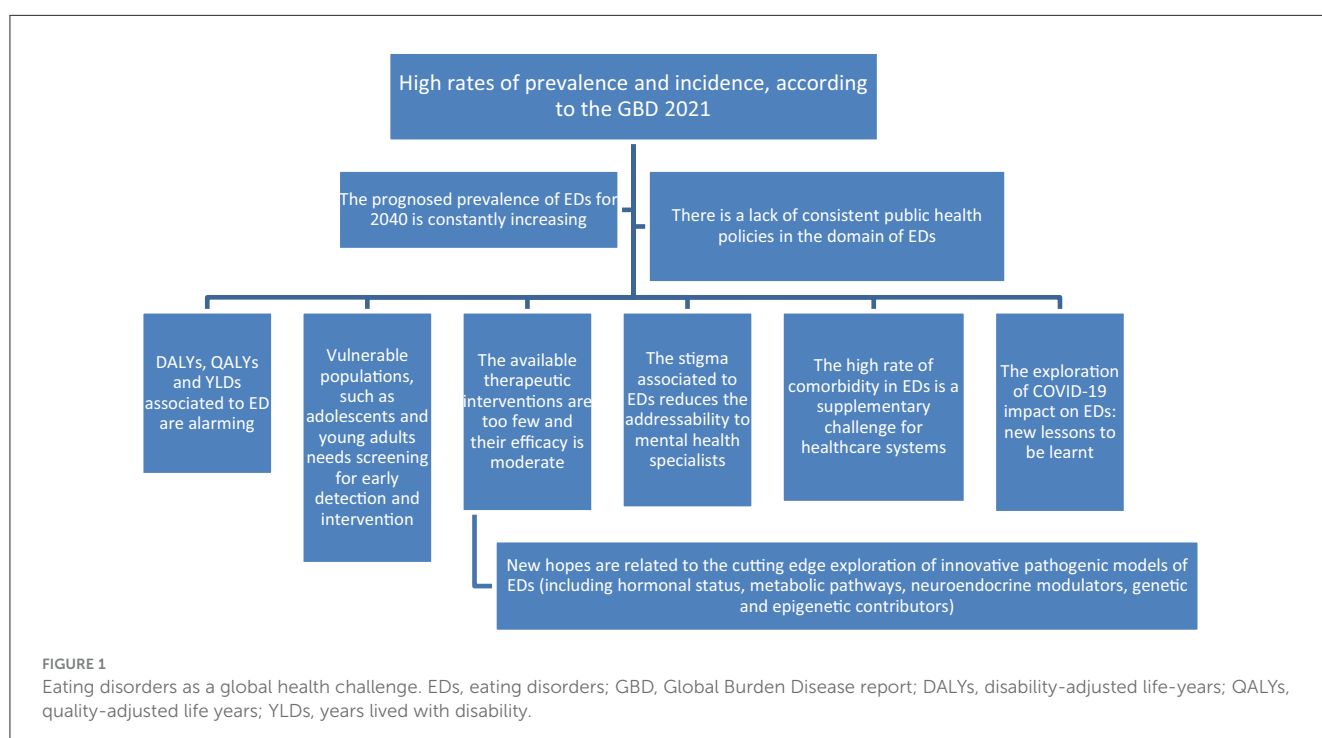 High rates of prevalence and incidence, according
to the GBD 2021
The prognosed prevalence of EDs for
2040 is constantly increasing
There is a lack of consistent public health
policies in the domain of EDs
DALYs, QALYs
and YLDs
associated to ED
are alarming
Vulnerable
populations,
such as
adolescents and
young adults
needs screening
for early
detection and
intervention
The available
therapeutic
interventions are
too few and
their efficacy is
moderate
The stigma
associated to
EDs reduces the
addressability to
mental health
specialists
The high rate of
comorbidity in EDs is a
supplementary
challenge for
healthcare systems
The exploration
of COVID-19
impact on EDs:
new lessons to
be learnt
New hopes are related to the cutting edge exploration of innovative pathogenic models of
EDs (including hormonal status, metabolic pathways, neuroendocrine modulators, genetic
and epigenetic contributors)
FIGURE 1
Eating disorders as a global health challenge. EDs, eating disorders; GBD, Global Burden Disease report; DALYs, disability-adjusted life-years; QALYs,
quality-adjusted life years; YLDs, years lived with disability.